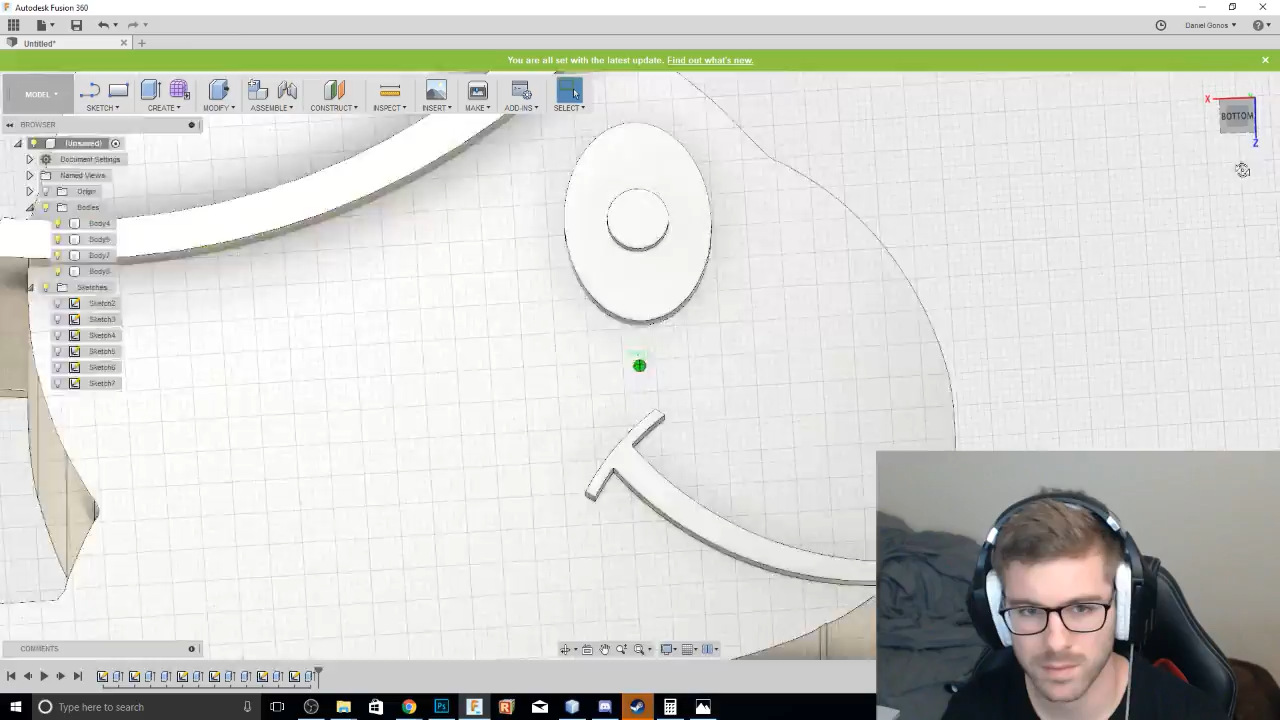 Autodesk Fusion 360
Daniel Gonos
Untitled*
You are all set with the latest update. Find out what's new.
MODEL
SKETCH
CREATE
MODIFY
ASSEMBLE
CONSTRUCT
INSPECT
INSERT
MAKE
ADD-INS
SELECT
X
BOTTOM
Z
BROWSER
(Unsaved)
Document Settings
Named Views
Origin
Bodies
Body4
Body5
Body7
Body8
Sketches
Sketch2
Sketch3
Sketch4
Sketch5
Sketch6
Sketch7
COMMENTS
Type here to search